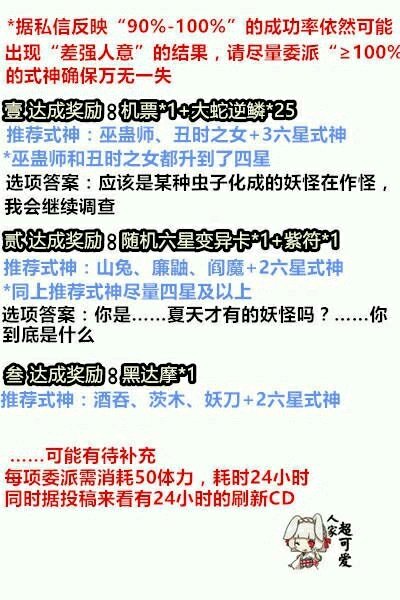 *据私信反映“90%-100%”的成功率依然可能
出现“差强人意”的结果，请尽量委派“≥100%
的式神确保万无一失
壹 达成奖励:机票*1+大蛇逆鳞*25
推荐式神：巫蛊师、丑时之女+3六星式神
*巫蛊师和丑时之女都升到了四星
选项答案：应该是某种虫子化成的妖怪在作怪，
我会继续调查
贰 达成奖励:随机六星变异卡*1+紫符*1
推荐式神：山兔、廉鼬、阎魔+2六星式神
*同上推荐式神尽量四星及以上
选项答案：你是……夏天才有的妖怪吗？……你
到底是什么
叁 达成奖励:黑达摩*1
推荐式神：酒吞、茨木、妖刀+2六星式神
……可能有待补充
每项委派需消耗50体力，耗时24小时
同时据投稿来看有24小时的刷新CD
人家
超可爱